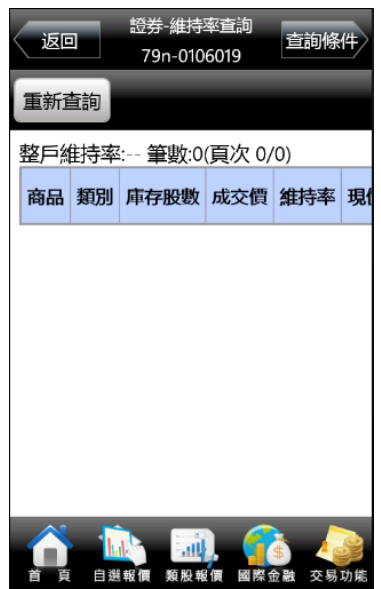 返回
證券-維持率查詢
79n-0106019
查詢條件
重新查詢
整戶維持率:-- 筆數:0(頁次 0/0)
商品 類別 庫存股數 成交價 維持率 現
首 頁 自選報價 類股報價 國際金融 交易功能